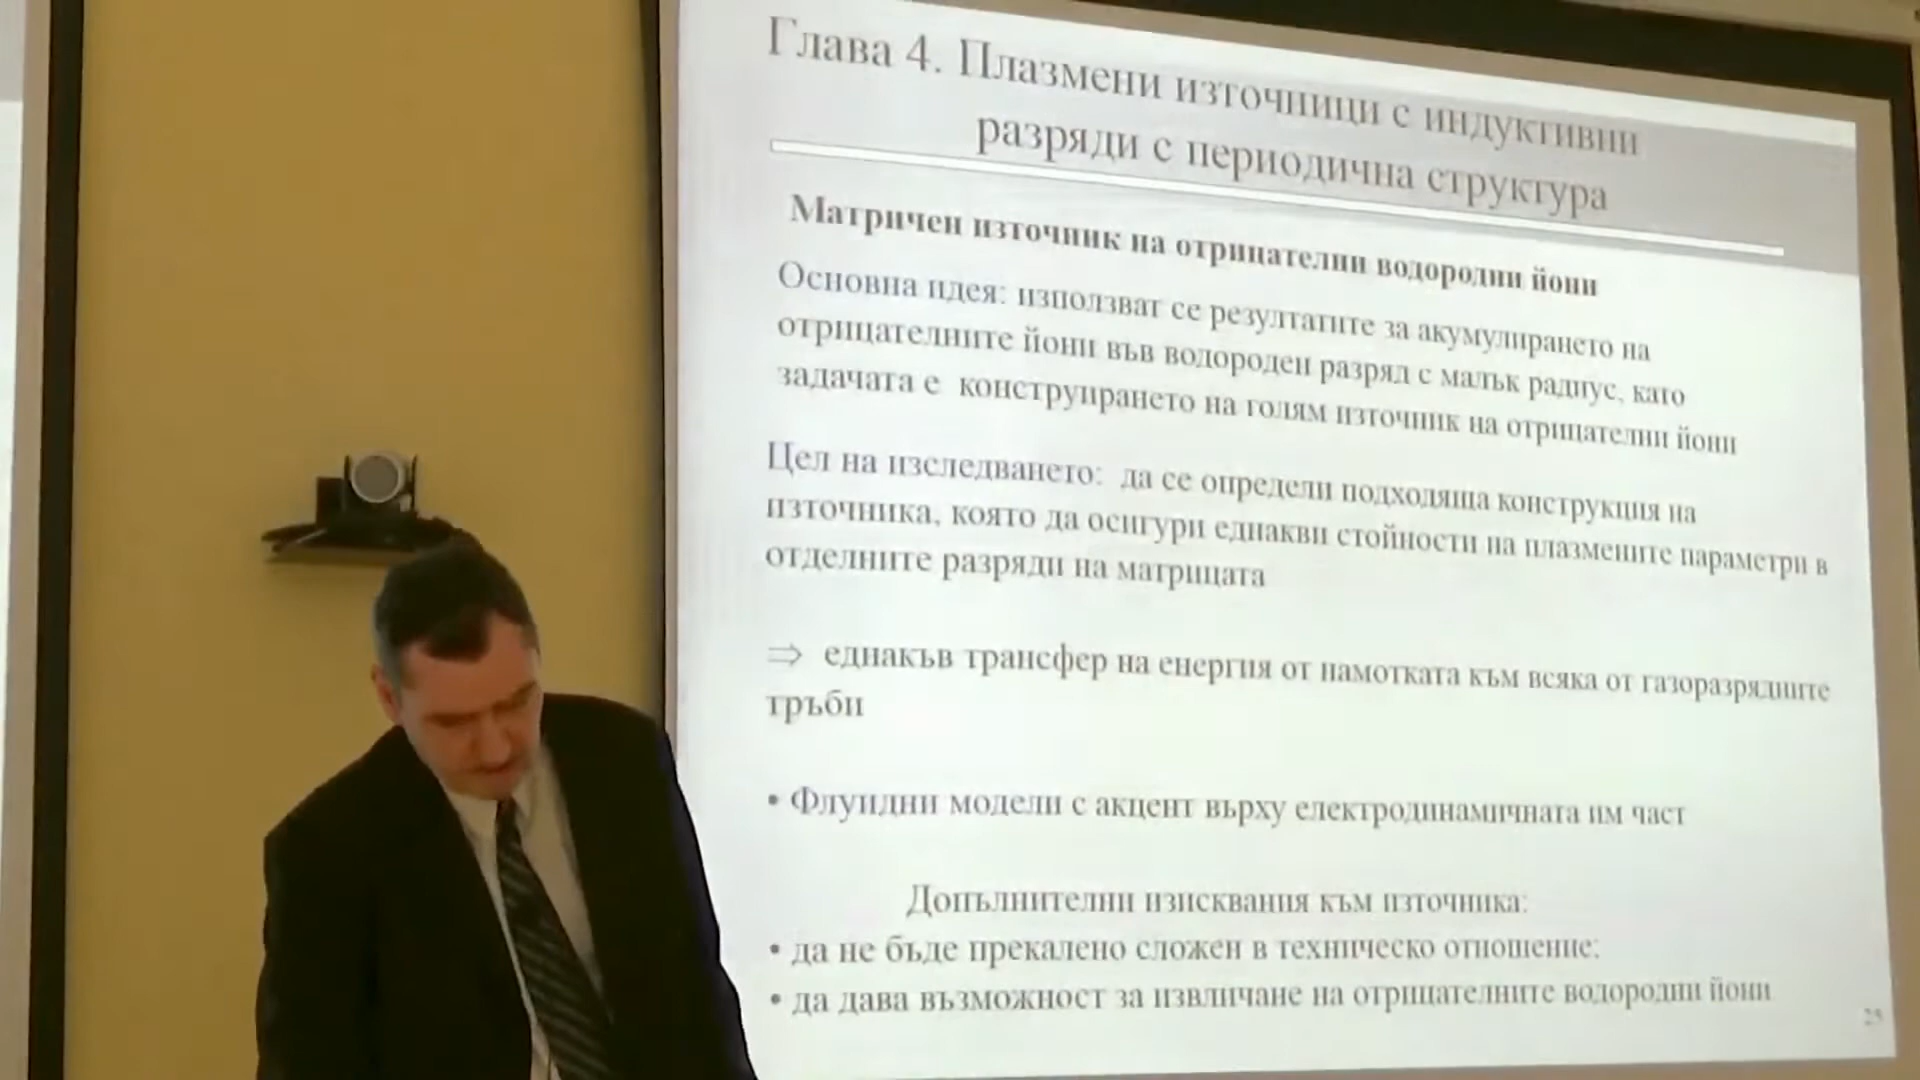 Глава 4. Плазмени източници с индуктивни
разряди с периодична структура
Матричен източник на отрицателни водородни йони
Основна идея: използват се резултатите за акумулирането на
отрицателните йони във водороден разряд с малък радиус, като
задачата е конструирането на голям източник на отрицателни йони
Цел на изследването: да се определи подходяща конструкция на
източника, която да осигури еднакви стойности на плазмените параметри в
отделните разряди на матрицата
⇒ еднакъв трансфер на енергия от намотката към всяка от газоразрядните
тръби
• Флуидни модели с акцент върху електродинамичната им част
Допълнителни изисквания към източника:
• да не бъде прекалено сложен в техническо отношение;
• да дава възможност за извличане на отрицателните водородни йони
25